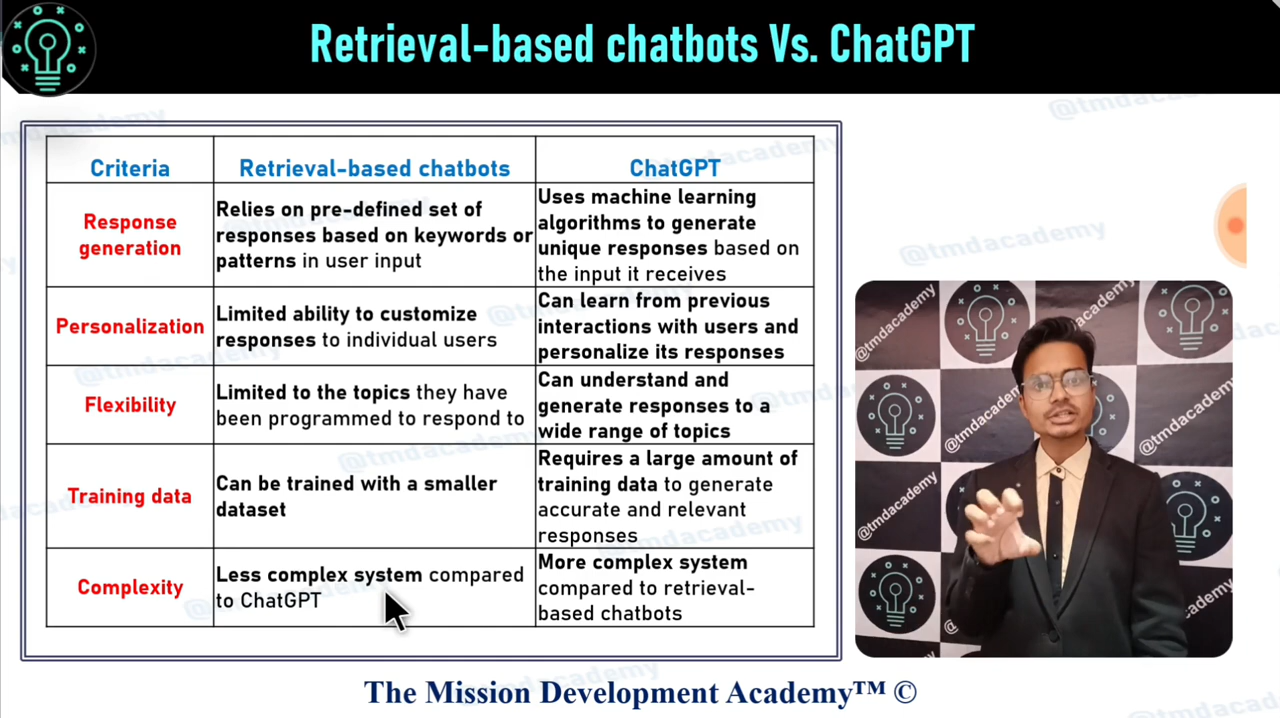 Retrieval-based chatbots Vs. ChatGPT
Criteria
Retrieval-based chatbots
ChatGPT
Response
generation
Relies on pre-defined set of
responses based on keywords or
patterns in user input
Uses machine learning
algorithms to generate
unique responses based on
the input it receives
Personalization
Limited ability to customize
responses to individual users
Can learn from previous
interactions with users and
personalize its responses
Flexibility
Limited to the topics they have
been programmed to respond to
Can understand and
generate responses to a
wide range of topics
Training data
Can be trained with a smaller
dataset
Requires a large amount of
training data to generate
accurate and relevant
responses
Complexity
Less complex system compared
to ChatGPT
More complex system
compared to retrieval-
based chatbots
@tmdacademy
@tmdacademy
@tmdacademy
@tmdacademy
@tmdacademy
The Mission Development Academy™ ©